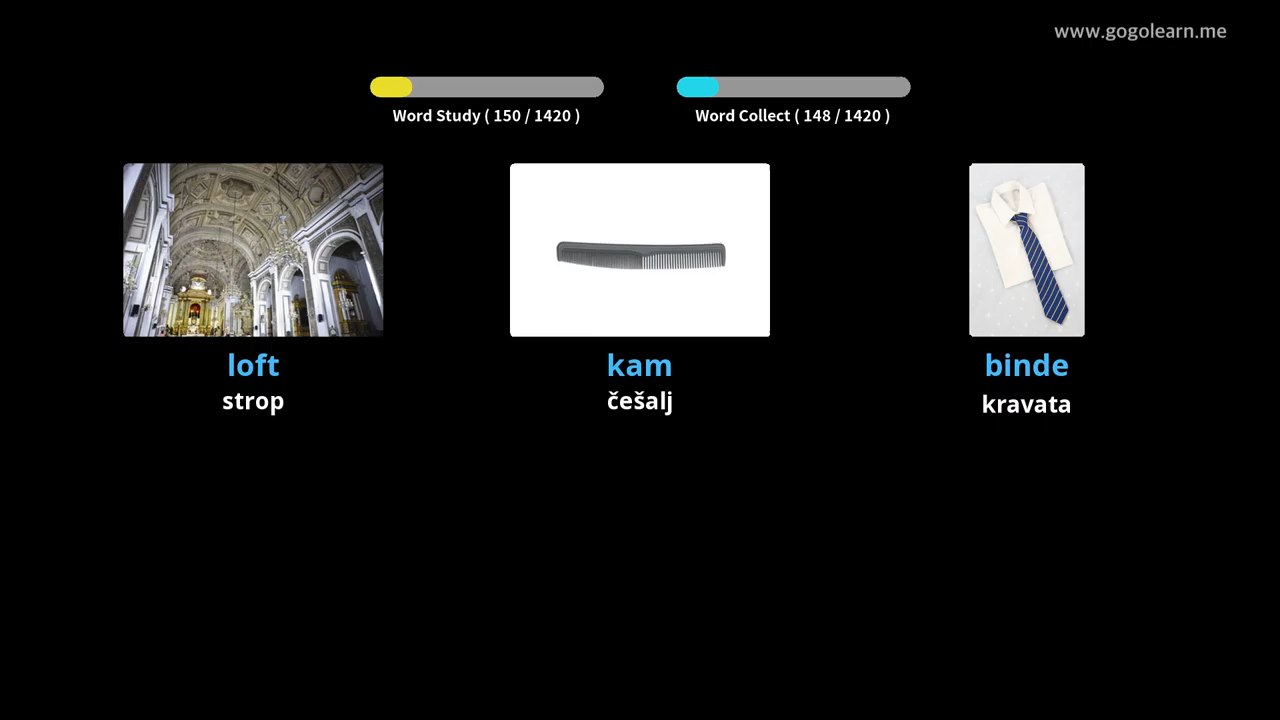 www.gogolearn.me
Word Study ( 150 / 1420 )
Word Collect ( 148 / 1420 )
loft
strop
kam
češalj
binde
kravata